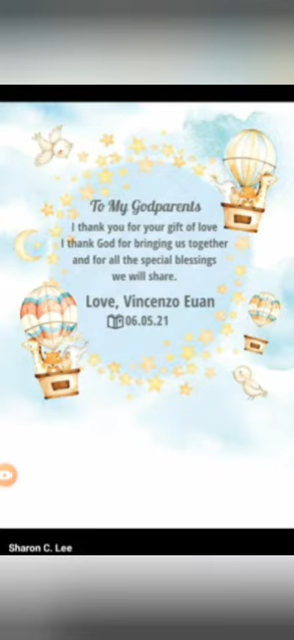 To My Godparents
I thank you for your gift of love
I thank God for bringing us together
and for all the special blessings
we will share.
Love, Vincenzo Euan
06.05.21
Sharon C. Lee